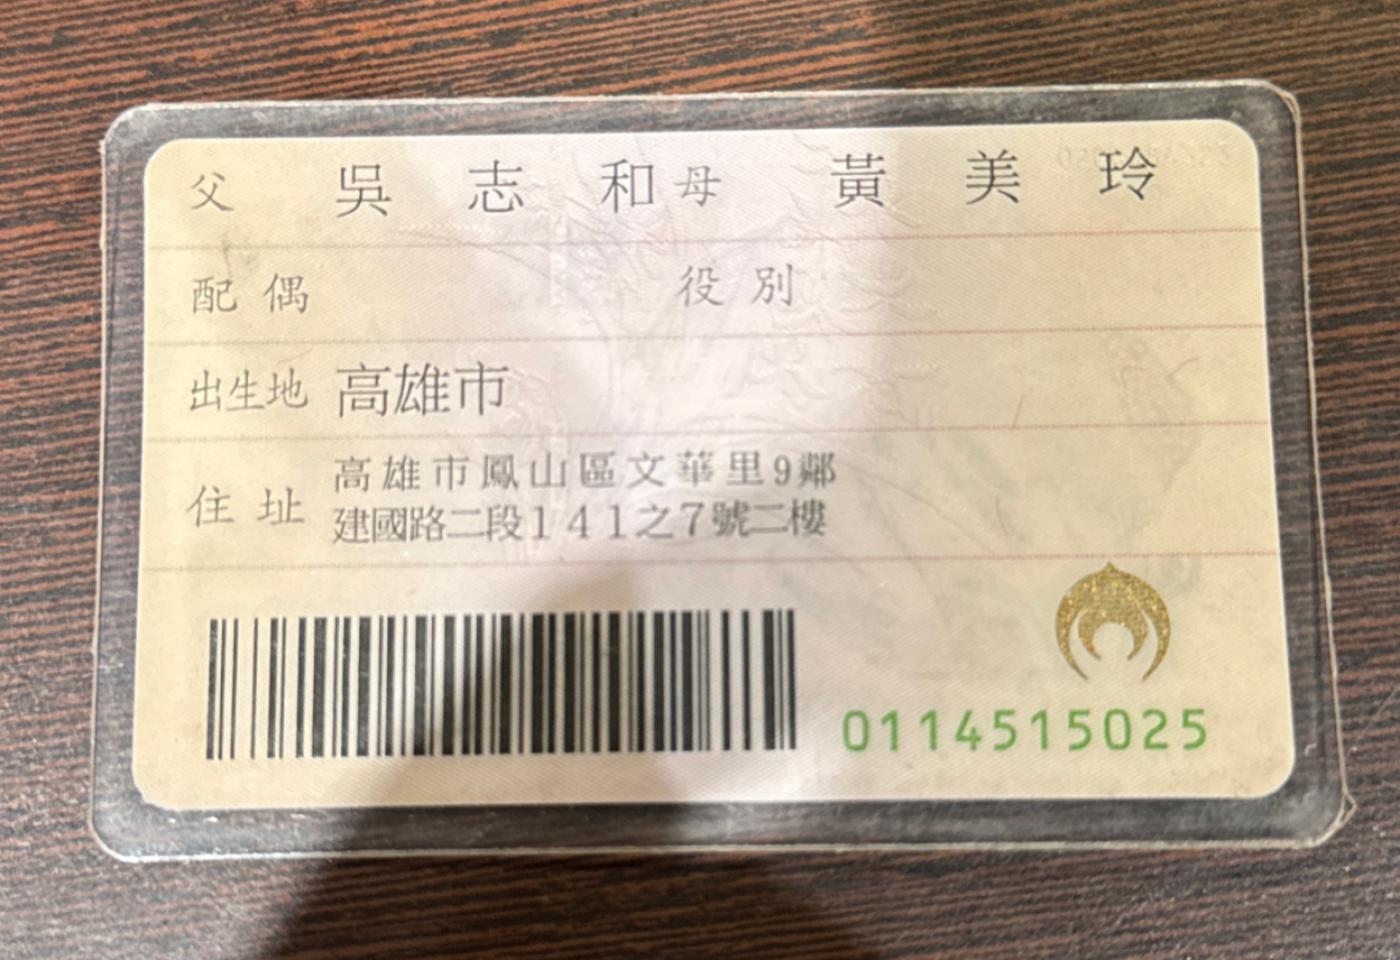 父 吳志和 母 黃美玲
配偶 役別
出生地 高雄市
住址 高雄市鳳山區文華里9鄰
建國路二段141之7號二樓
0114515025